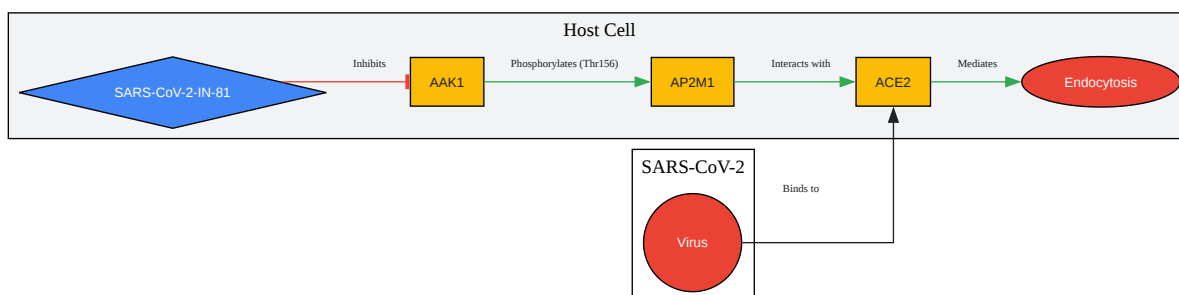 Host Cell
Inhibits
Phosphorylates (Thr156)
Interacts with
Mediates
SARS-CoV-2-IN-81
AAK1
AP2M1
ACE2
Endocytosis
SARS-CoV-2
Binds to
Virus